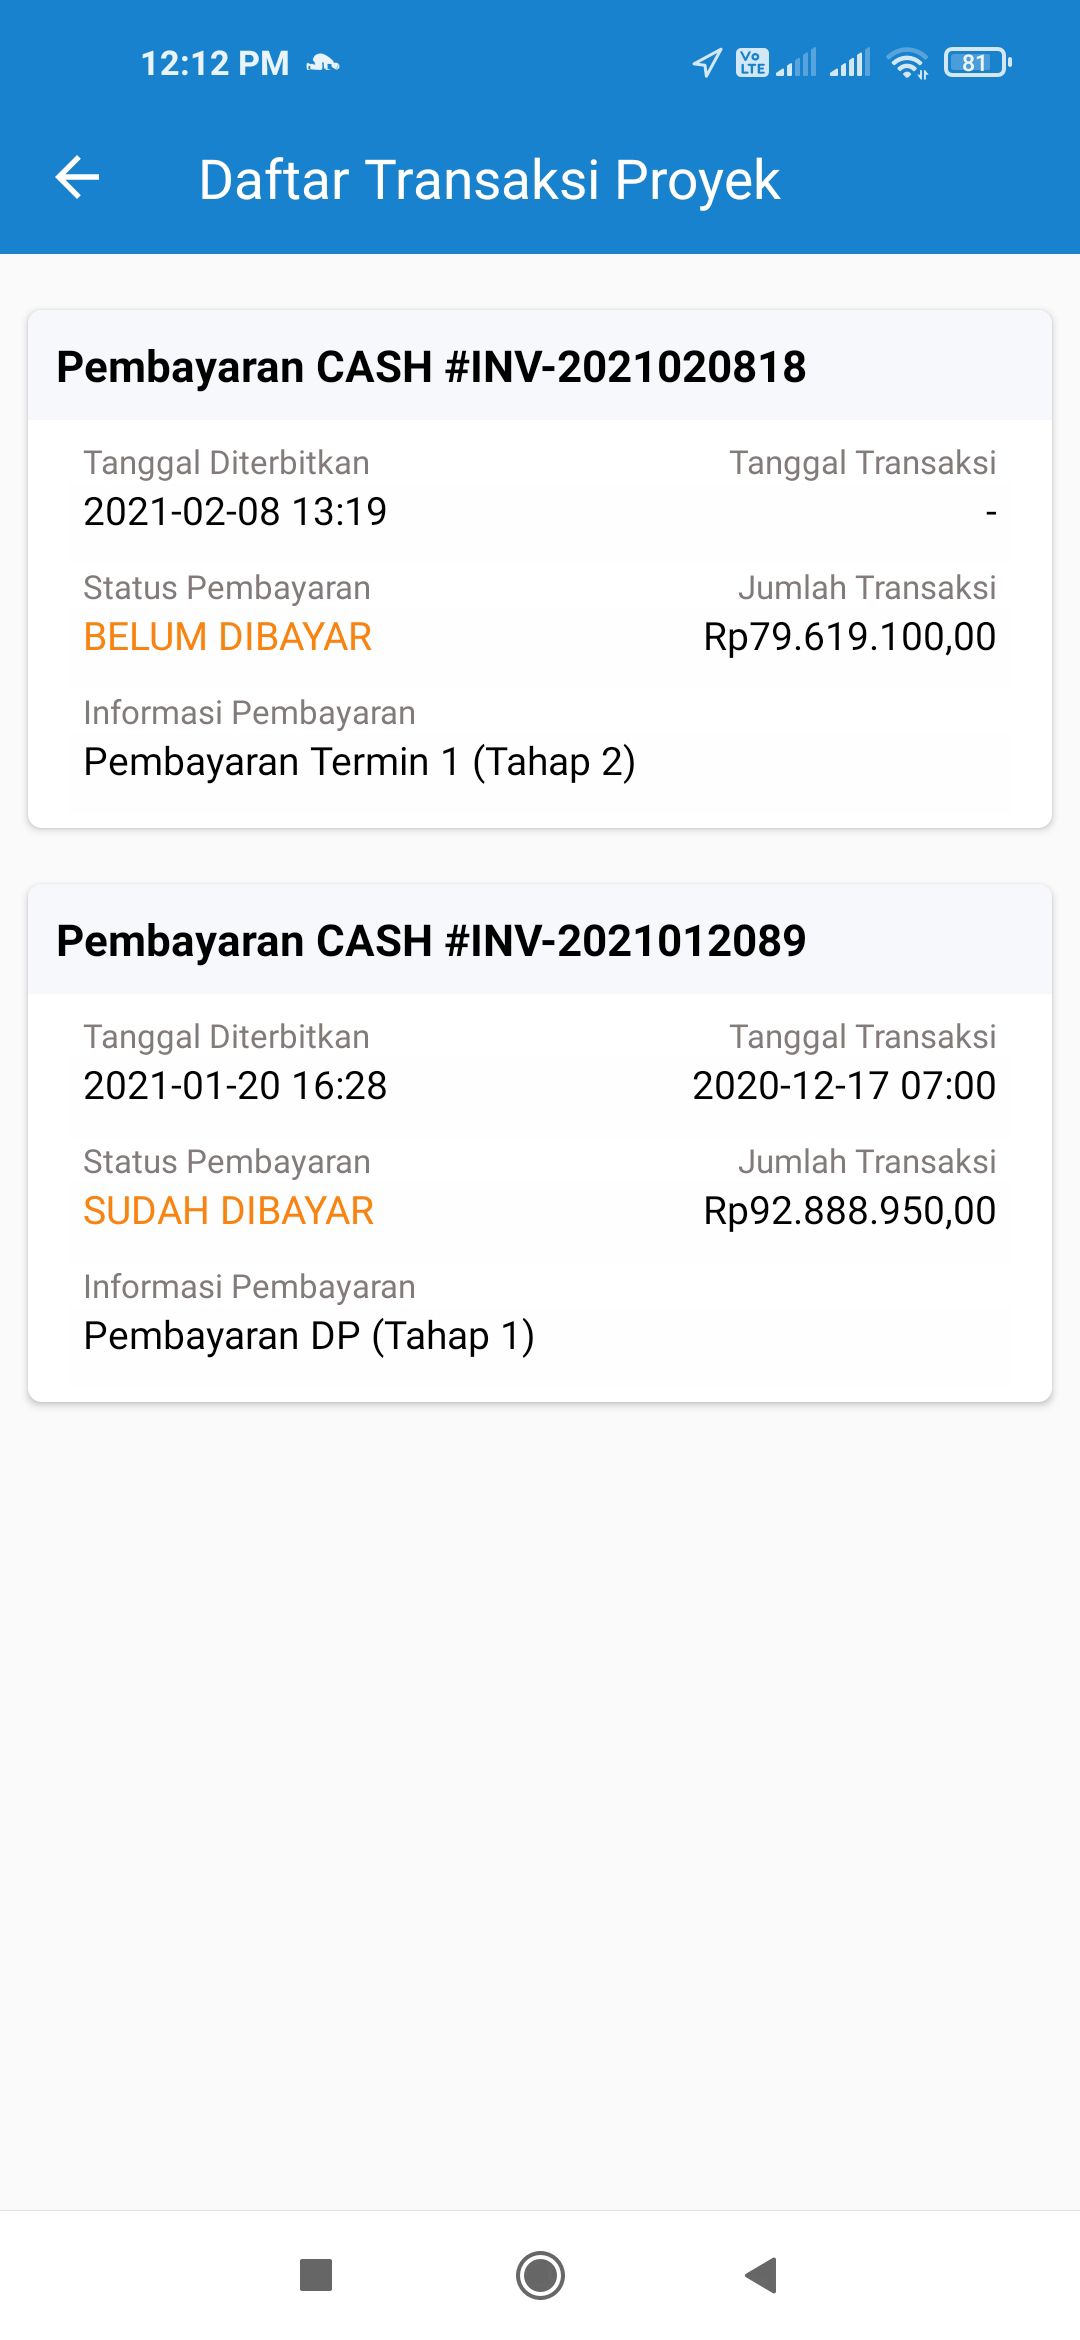 12:12 PM
Vo LTE
81
Daftar Transaksi Proyek
Pembayaran CASH #INV-2021020818
Tanggal Diterbitkan Tanggal Transaksi
2021-02-08 13:19 -
Status Pembayaran Jumlah Transaksi
BELUM DIBAYAR Rp79.619.100,00
Informasi Pembayaran
Pembayaran Termin 1 (Tahap 2)
Pembayaran CASH #INV-2021012089
Tanggal Diterbitkan Tanggal Transaksi
2021-01-20 16:28 2020-12-17 07:00
Status Pembayaran Jumlah Transaksi
SUDAH DIBAYAR Rp92.888.950,00
Informasi Pembayaran
Pembayaran DP (Tahap 1)